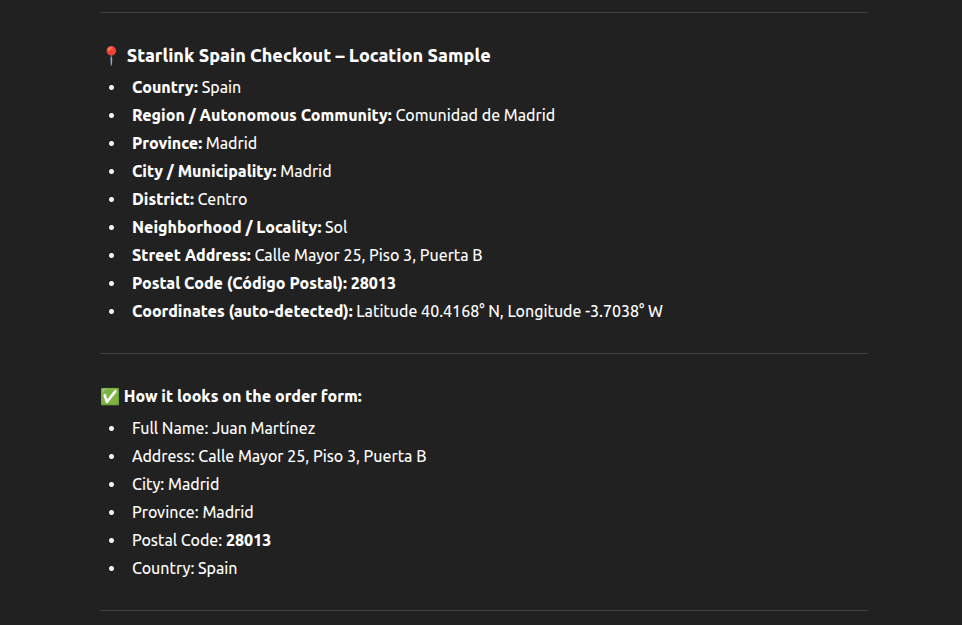 📍 Starlink Spain Checkout – Location Sample
• Country: Spain
• Region / Autonomous Community: Comunidad de Madrid
• Province: Madrid
• City / Municipality: Madrid
• District: Centro
• Neighborhood / Locality: Sol
• Street Address: Calle Mayor 25, Piso 3, Puerta B
• Postal Code (Código Postal): 28013
• Coordinates (auto-detected): Latitude 40.4168° N, Longitude -3.7038° W
✅ How it looks on the order form:
• Full Name: Juan Martínez
• Address: Calle Mayor 25, Piso 3, Puerta B
• City: Madrid
• Province: Madrid
• Postal Code: 28013
• Country: Spain